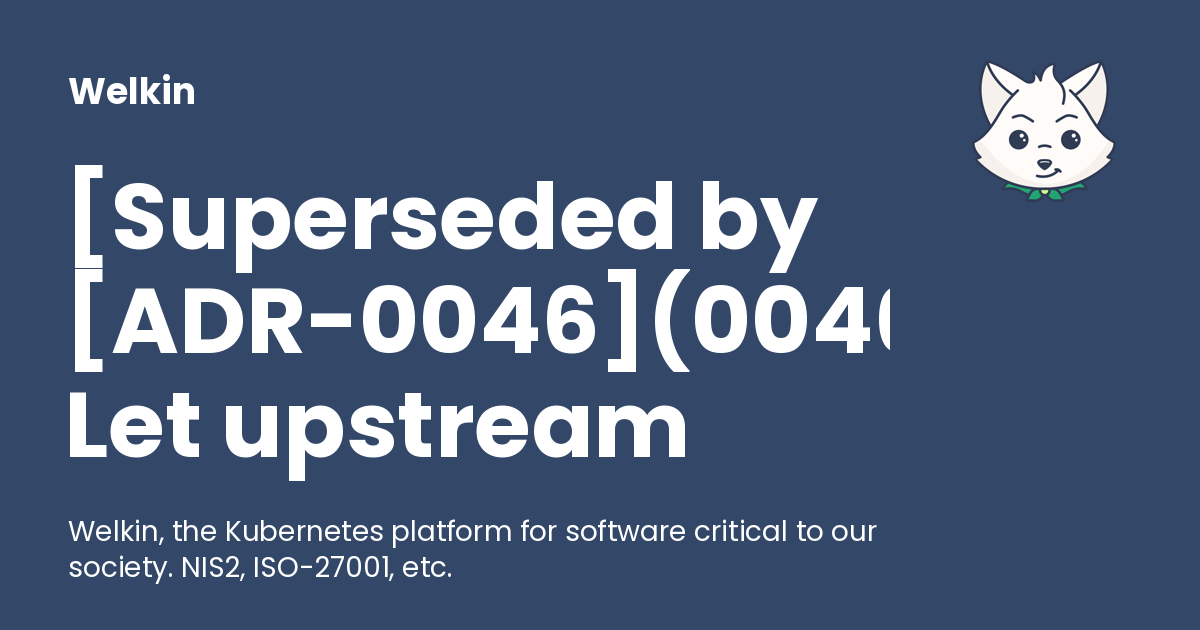 Welkin
[Superseded by
[ADR-0046](004
Let upstream
Welkin, the Kubernetes platform for software critical to our
society. NIS2, ISO-27001, etc.